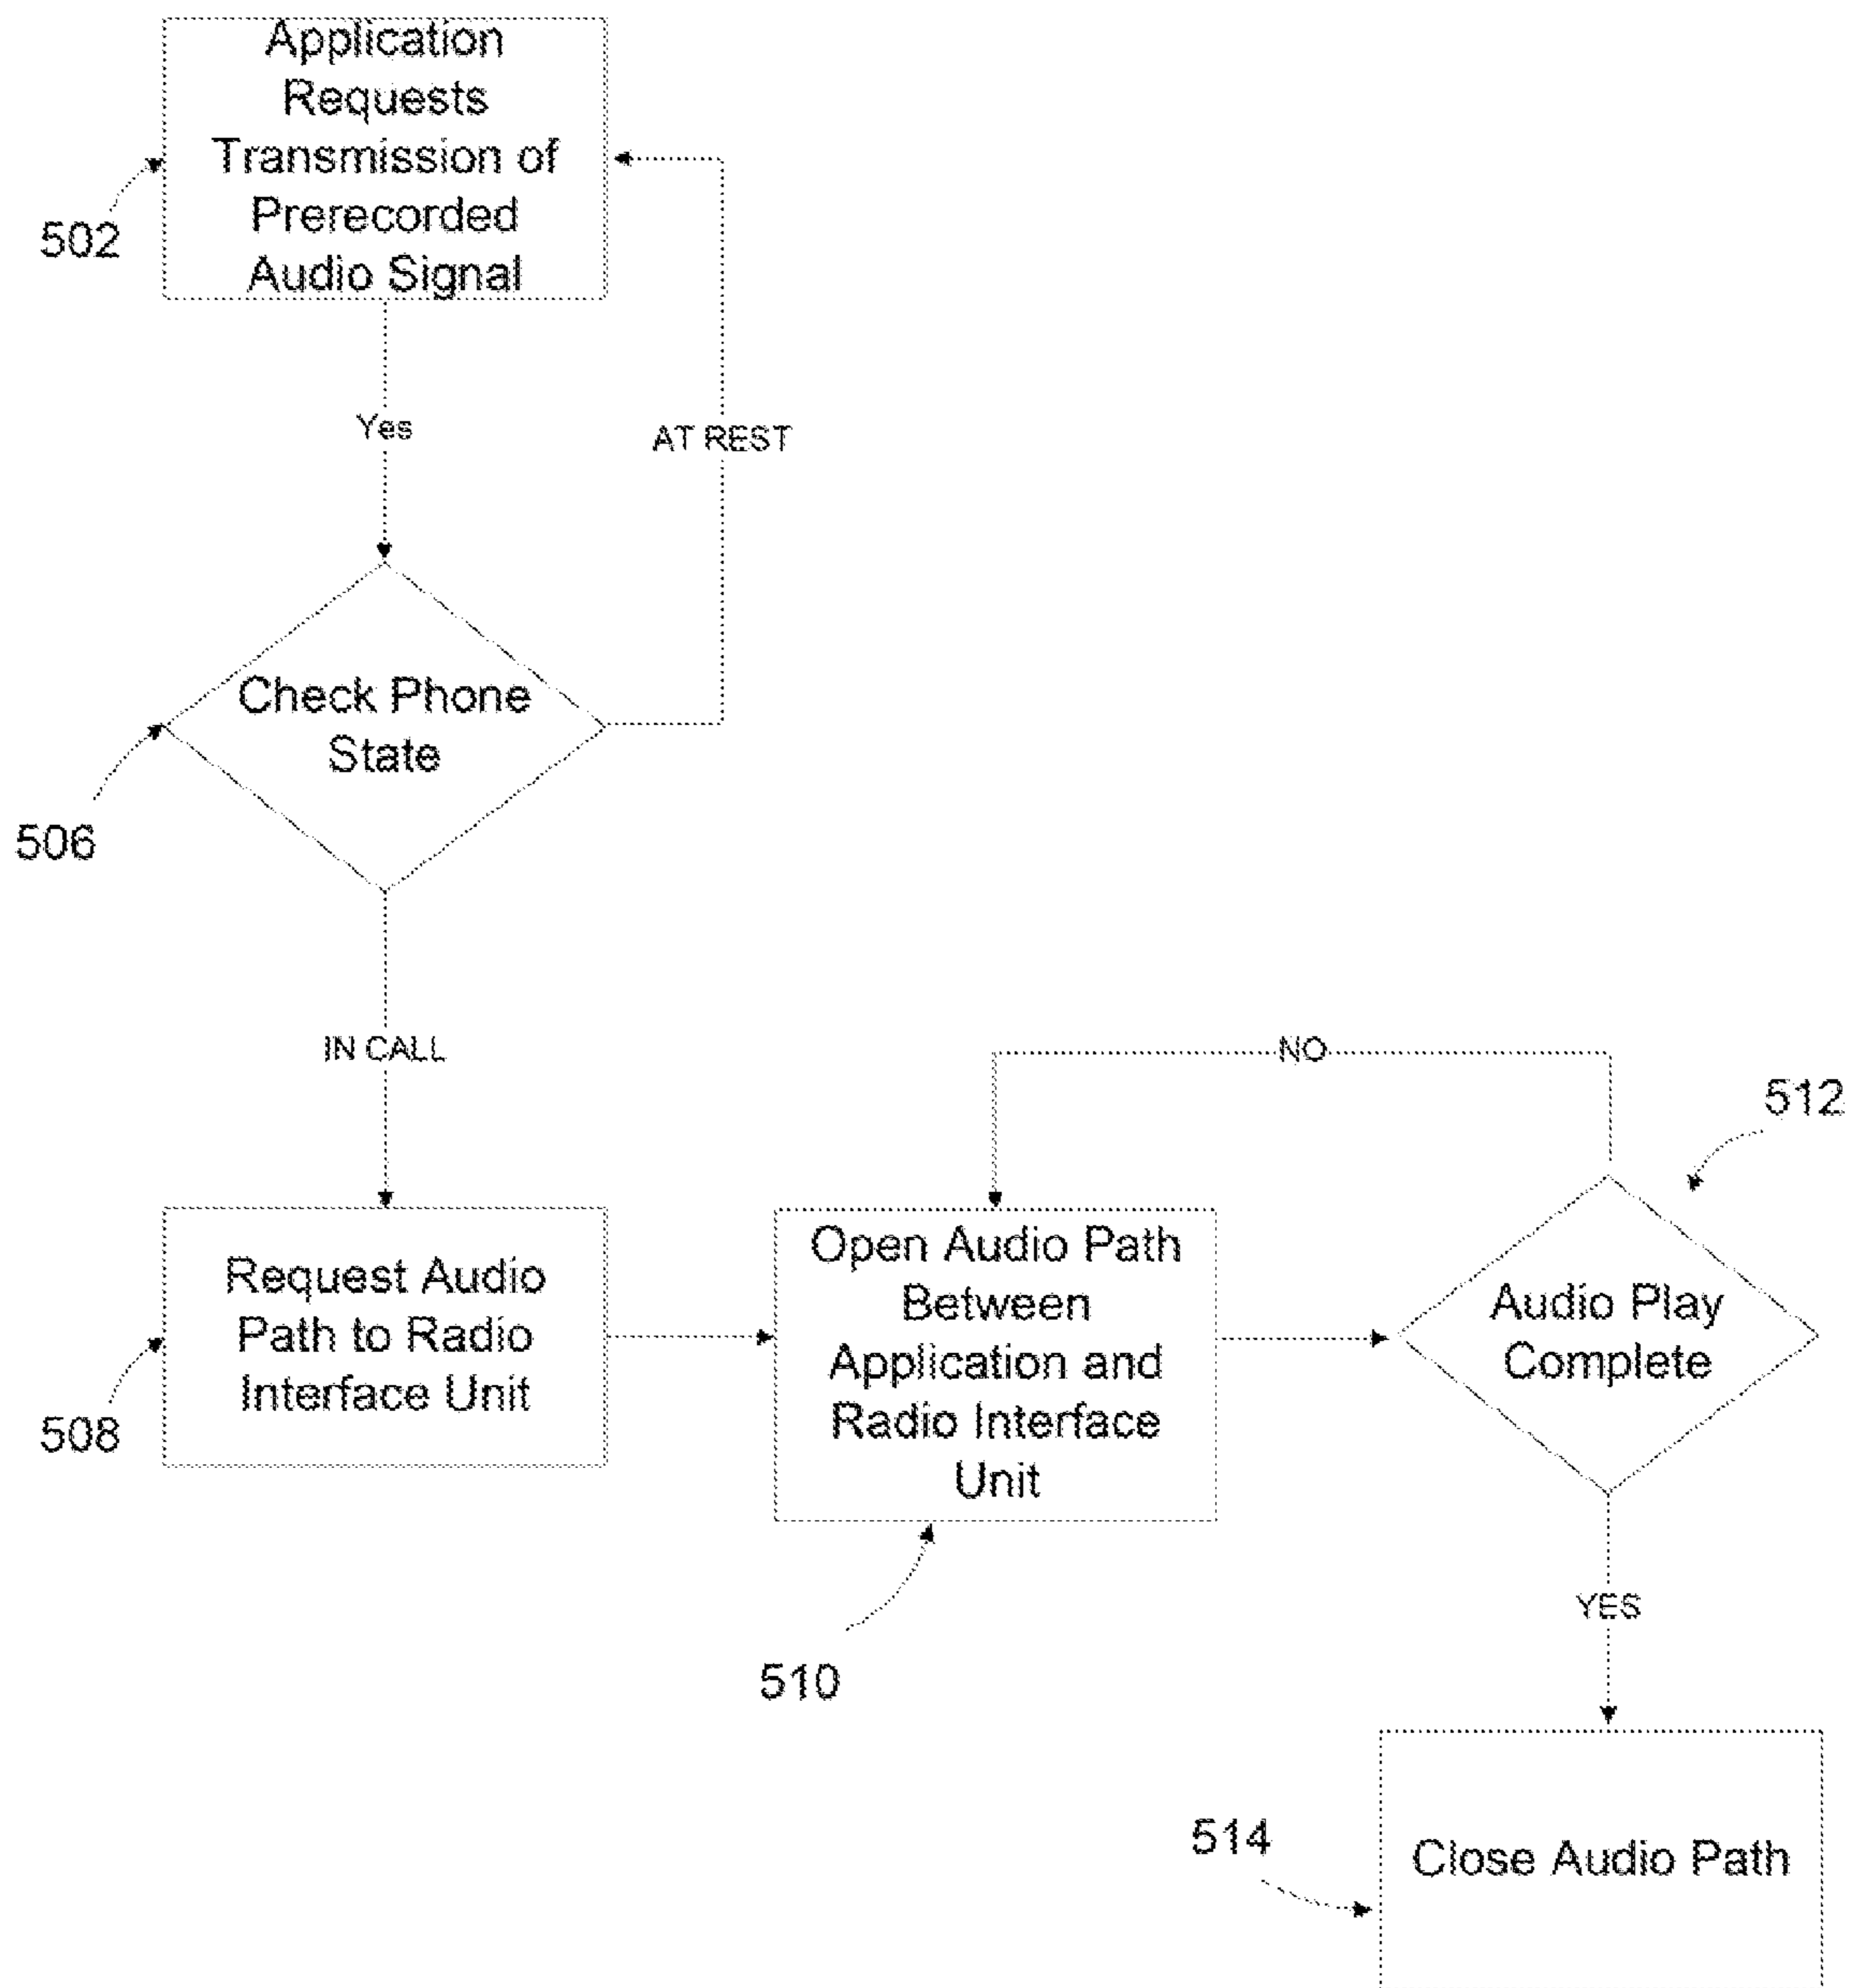 Application
Requests
Transmission of
Prerecorded
Audio Signal
502
Yes
AT REST
Check Phone
State
506
IN CALL
NO
512
Request Audio
Path to Radio
Interface Unit
508
Open Audio Path
Between
Application and
Radio Interface
Unit
510
Audio Play
Complete
YES
514
Close Audio Path